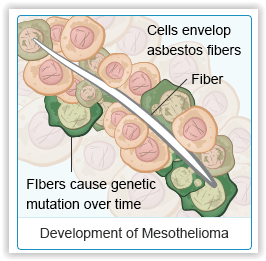 Cells envelop
asbestos fibers
Fiber
FIbers cause genetic
mutation over time
Development of Mesothelioma